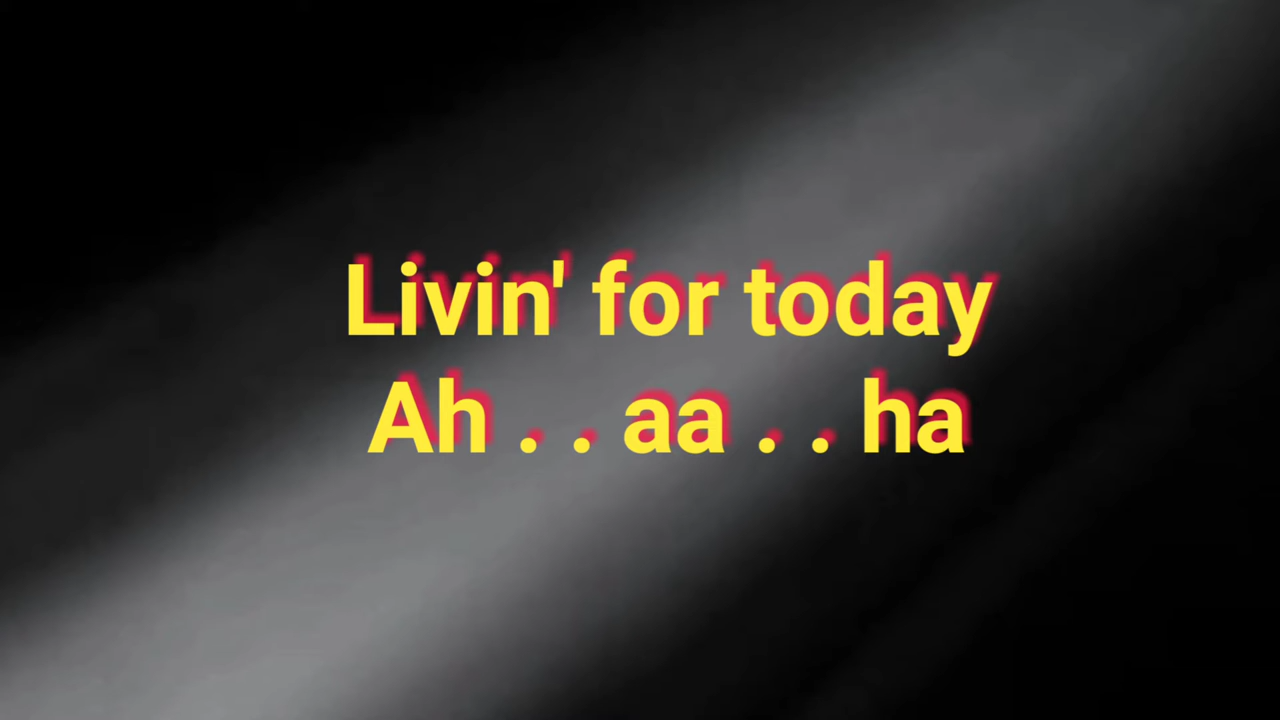 Livin' for today
Ah . . aa . . ha